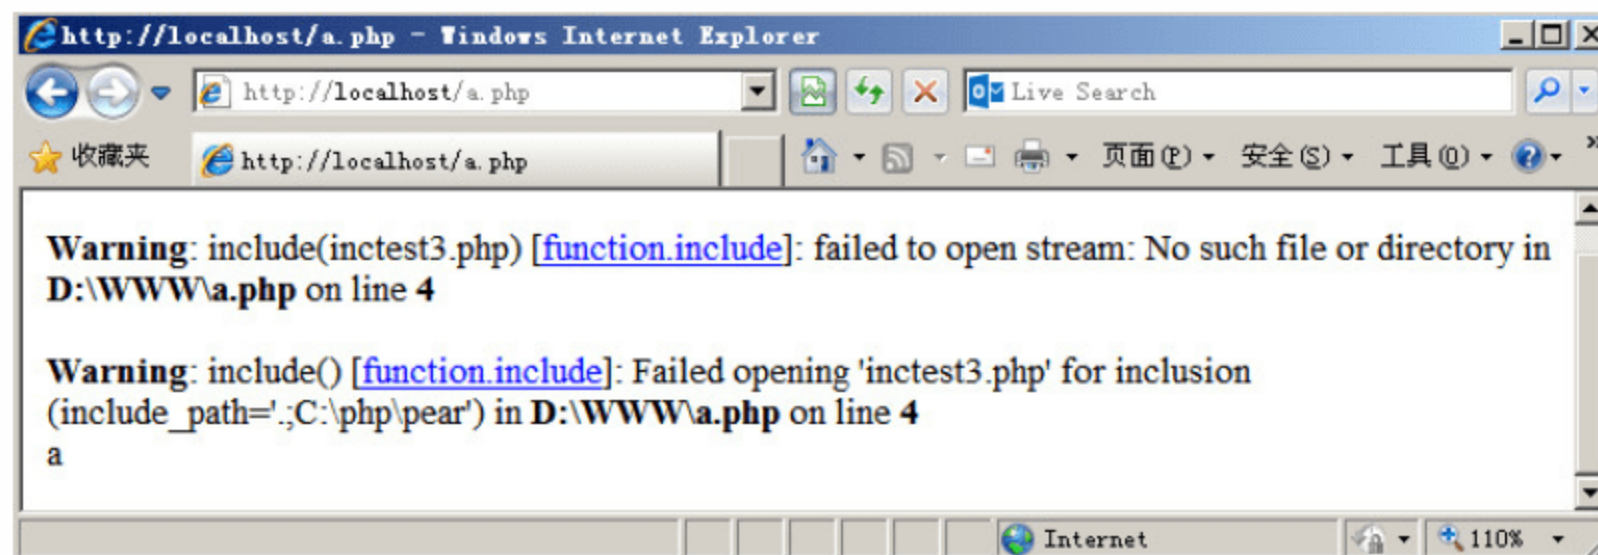 http://localhost/a.php - Windows Internet Explorer
http://localhost/a.php
Live Search
收藏夹
http://localhost/a.php
页面(P)
安全(S)
工具(O)
Warning: include(inctest3.php) [function.include]: failed to open stream: No such file or directory in
D:\WWW\a.php on line 4
Warning: include() [function.include]: Failed opening 'inctest3.php' for inclusion
(include_path='.;C:\php\pear') in D:\WWW\a.php on line 4
a
Internet
110%